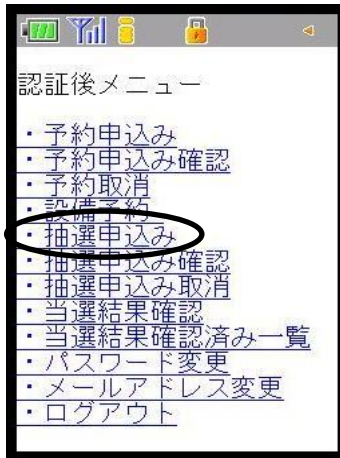 認証後メニュー
・予約申込み
・予約申込み確認
・予約取消
・設備予約
・抽選申込み
・抽選申込み確認
・抽選申込み取消
・当選結果確認
・当選結果確認済み一覧
・パスワード変更
・メールアドレス変更
・ログアウト